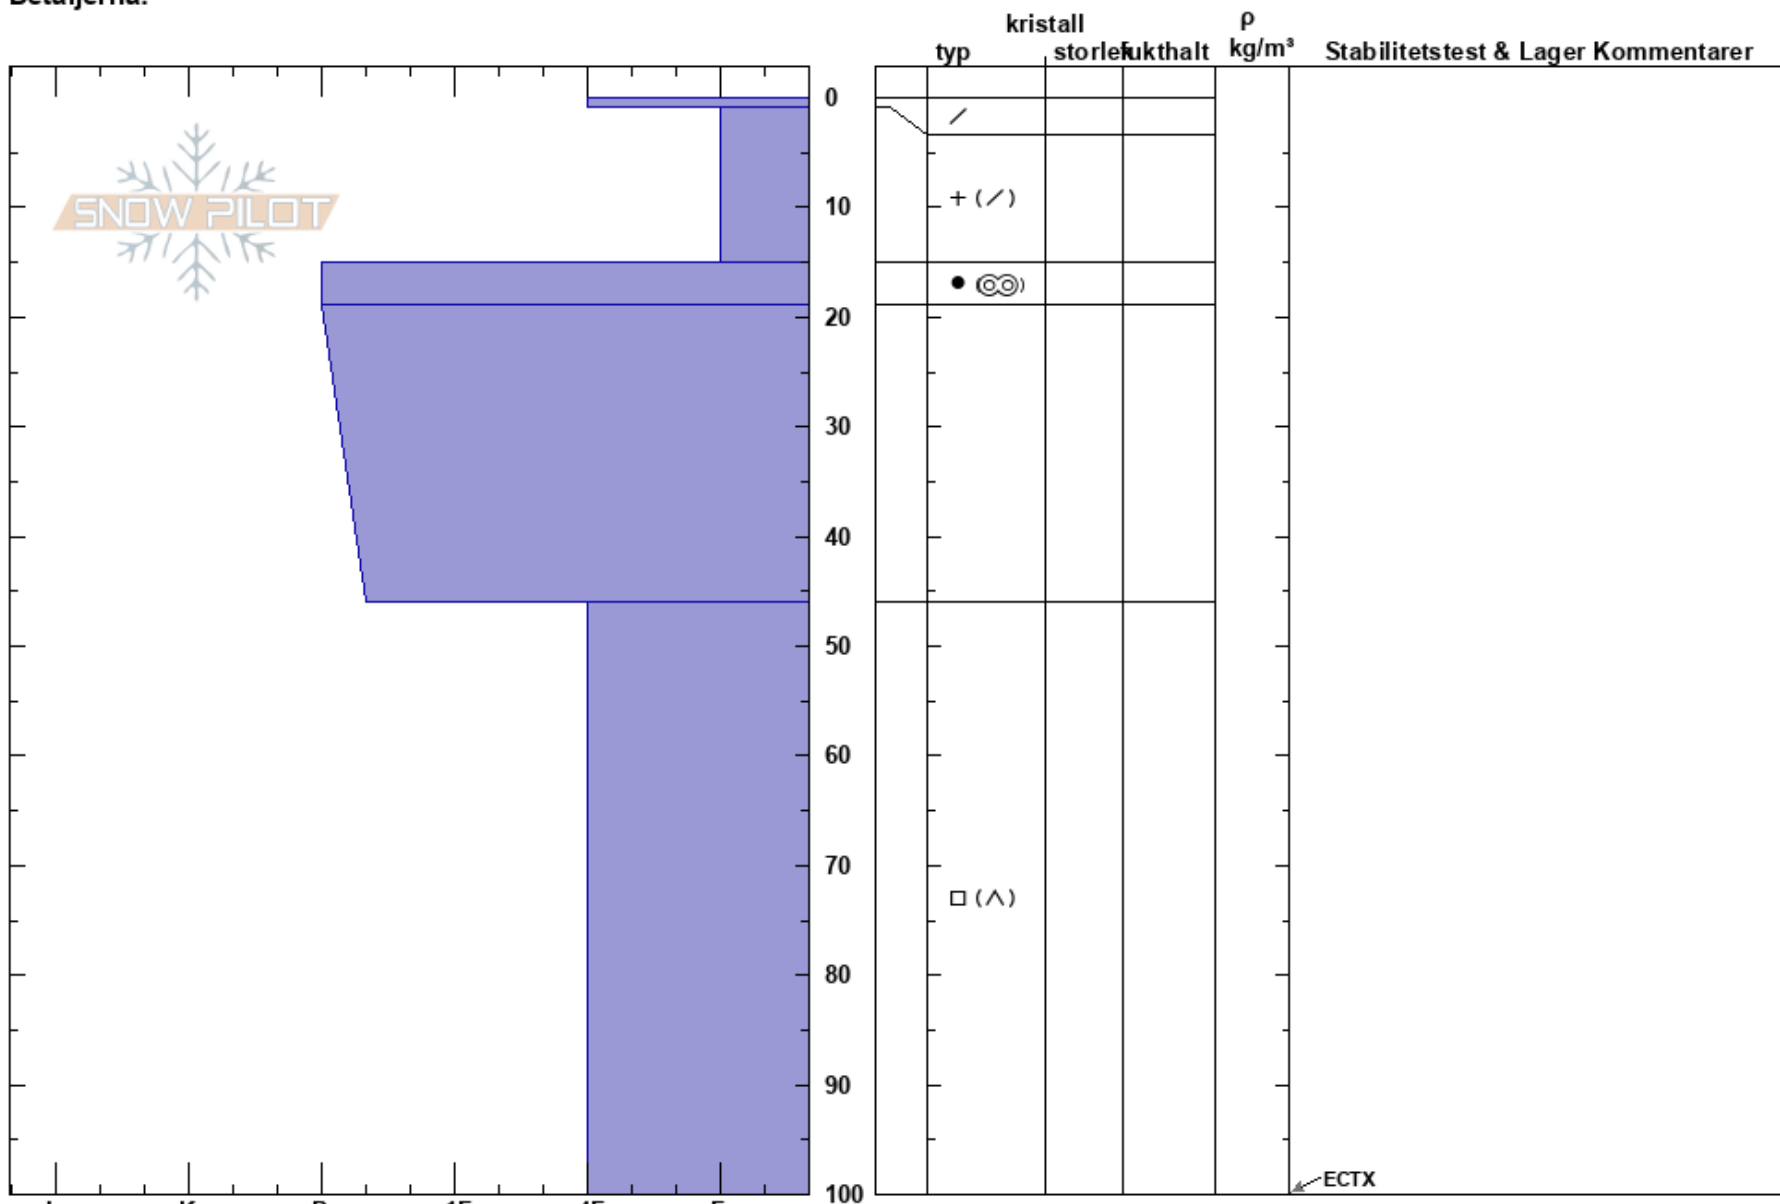 Detaljerna:
kristall
ρ
typ storlek fukthalt kg/m³ Stabilitetstest & Lager Kommentarer
0
SNOW PILOT
10
20
30
40
50
60
70
80
90
ECTX
100